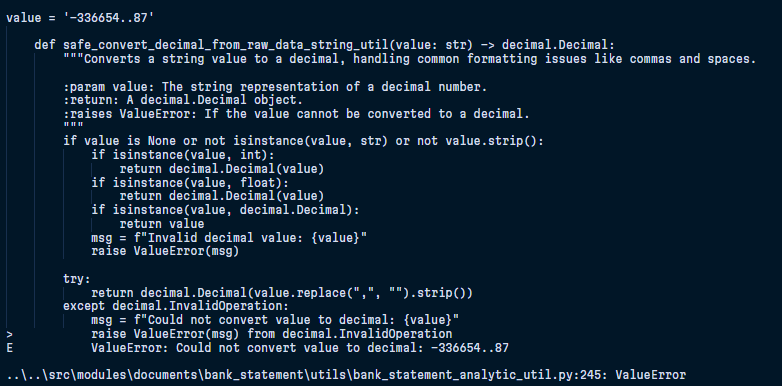 value = '-336654..87'
def safe_convert_decimal_from_raw_data_string_util(value: str) -> decimal.Decimal:
"""Converts a string value to a decimal, handling common formatting issues like commas and spaces.
:param value: The string representation of a decimal number.
:return: A decimal.Decimal object.
:raises ValueError: If the value cannot be converted to a decimal.
"""
if value is None or not isinstance(value, str) or not value.strip():
if isinstance(value, int):
return decimal.Decimal(value)
if isinstance(value, float):
return decimal.Decimal(value)
if isinstance(value, decimal.Decimal):
return value
msg = f"Invalid decimal value: {value}"
raise ValueError(msg)
try:
return decimal.Decimal(value.replace(",", "").strip())
except decimal.InvalidOperation:
msg = f"Could not convert value to decimal: {value}"
> raise ValueError(msg) from decimal.InvalidOperation
E ValueError: Could not convert value to decimal: -336654..87
..\..\src\modules\documents\bank_statement\utils\bank_statement_analytic_util.py:245: ValueError